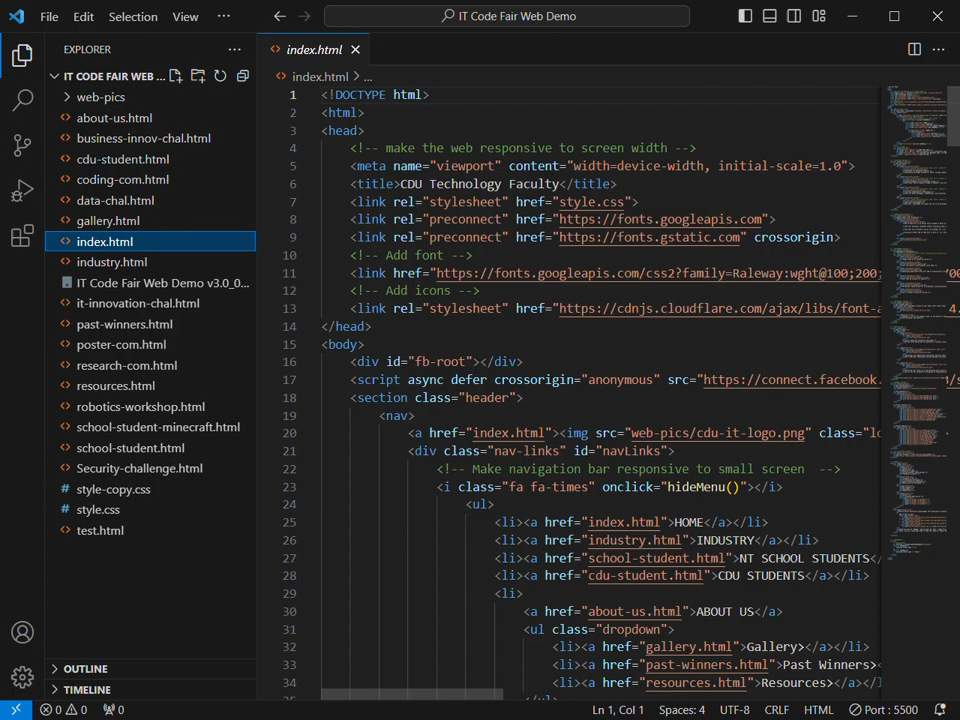 File Edit Selection View ... IT Code Fair Web Demo
EXPLORER ...
IT CODE FAIR WEB ...
web-pics
about-us.html
business-innov-chal.html
cdu-student.html
coding-com.html
data-chal.html
gallery.html
index.html
industry.html
IT Code Fair Web Demo v3.0_0...
it-innovation-chal.html
past-winners.html
poster-com.html
research-com.html
resources.html
robotics-workshop.html
school-student-minecraft.html
school-student.html
Security-challenge.html
# style-copy.css
# style.css
test.html
OUTLINE
TIMELINE
index.html
index.html > ...
1 <!DOCTYPE html>
2 <html>
3 <head>
4 <!-- make the web responsive to screen width -->
5 <meta name="viewport" content="width=device-width, initial-scale=1.0">
6 <title>CDU Technology Faculty</title>
7 <link rel="stylesheet" href="style.css">
8 <link rel="preconnect" href="https://fonts.googleapis.com">
9 <link rel="preconnect" href="https://fonts.gstatic.com" crossorigin>
10 <!-- Add font -->
11 <link href="https://fonts.googleapis.com/css2?family=Raleway:wght@100;200;
12 <!-- Add icons -->
13 <link rel="stylesheet" href="https://cdnjs.cloudflare.com/ajax/libs/font-a
14 </head>
15 <body>
16 <div id="fb-root"></div>
17 <script async defer crossorigin="anonymous" src="https://connect.facebook.
18 <section class="header">
19 <nav>
20 <a href="index.html"><img src="web-pics/cdu-it-logo.png" class="lo
21 <div class="nav-links" id="navLinks">
22 <!-- Make navigation bar responsive to small screen -->
23 <i class="fa fa-times" onclick="hideMenu()"></i>
24 <ul>
25 <li><a href="index.html">HOME</a></li>
26 <li><a href="industry.html">INDUSTRY</a></li>
27 <li><a href="school-student.html">NT SCHOOL STUDENTS</
28 <li><a href="cdu-student.html">CDU STUDENTS</a></li>
29 <li>
30 <a href="about-us.html">ABOUT US</a>
31 <ul class="dropdown">
32 <li><a href="gallery.html">Gallery></a></li>
33 <li><a href="past-winners.html">Past Winners><
34 <li><a href="resources.html">Resources></a></l
0 0 0 Ln 1, Col 1 Spaces: 4 UTF-8 CRLF HTML Port : 5500